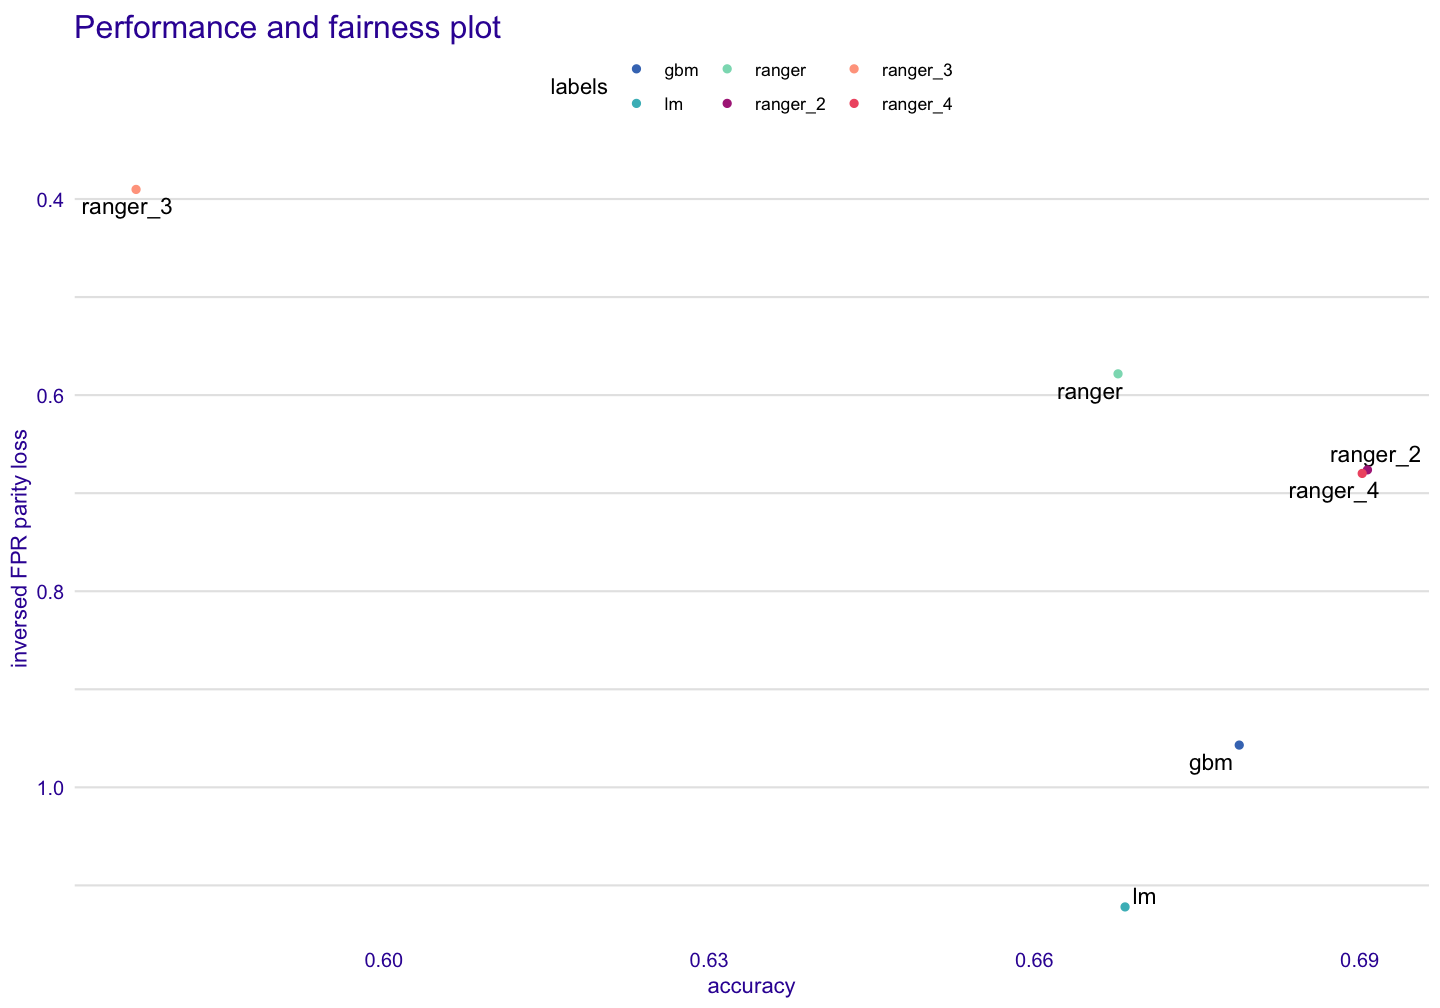 Performance and fairness plot
labels
gbm ranger ranger_3
lm ranger_2 ranger_4
inversed FPR parity loss
0.4
0.6
0.8
1.0
ranger_3
ranger
ranger_2
ranger_4
gbm
lm
0.60 0.63 0.66 0.69
accuracy